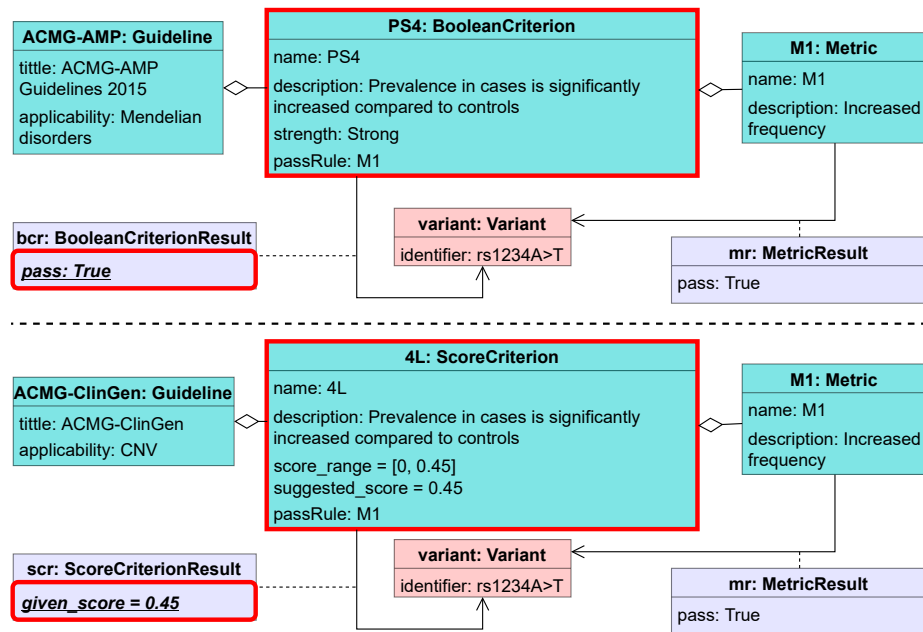 ACMG-AMP: Guideline
tittle: ACMG-AMP
Guidelines 2015
applicability: Mendelian
disorders
PS4: BooleanCriterion
name: PS4
description: Prevalence in cases is significantly
increased compared to controls
strength: Strong
passRule: M1
M1: Metric
name: M1
description: Increased
frequency
bcr: BooleanCriterionResult
pass: True
variant: Variant
identifier: rs1234A>T
mr: MetricResult
pass: True
ACMG-ClinGen: Guideline
tittle: ACMG-ClinGen
applicability: CNV
4L: ScoreCriterion
name: 4L
description: Prevalence in cases is significantly
increased compared to controls
score_range = [0, 0.45]
suggested_score = 0.45
passRule: M1
M1: Metric
name: M1
description: Increased
frequency
scr: ScoreCriterionResult
given_score = 0.45
variant: Variant
identifier: rs1234A>T
mr: MetricResult
pass: True